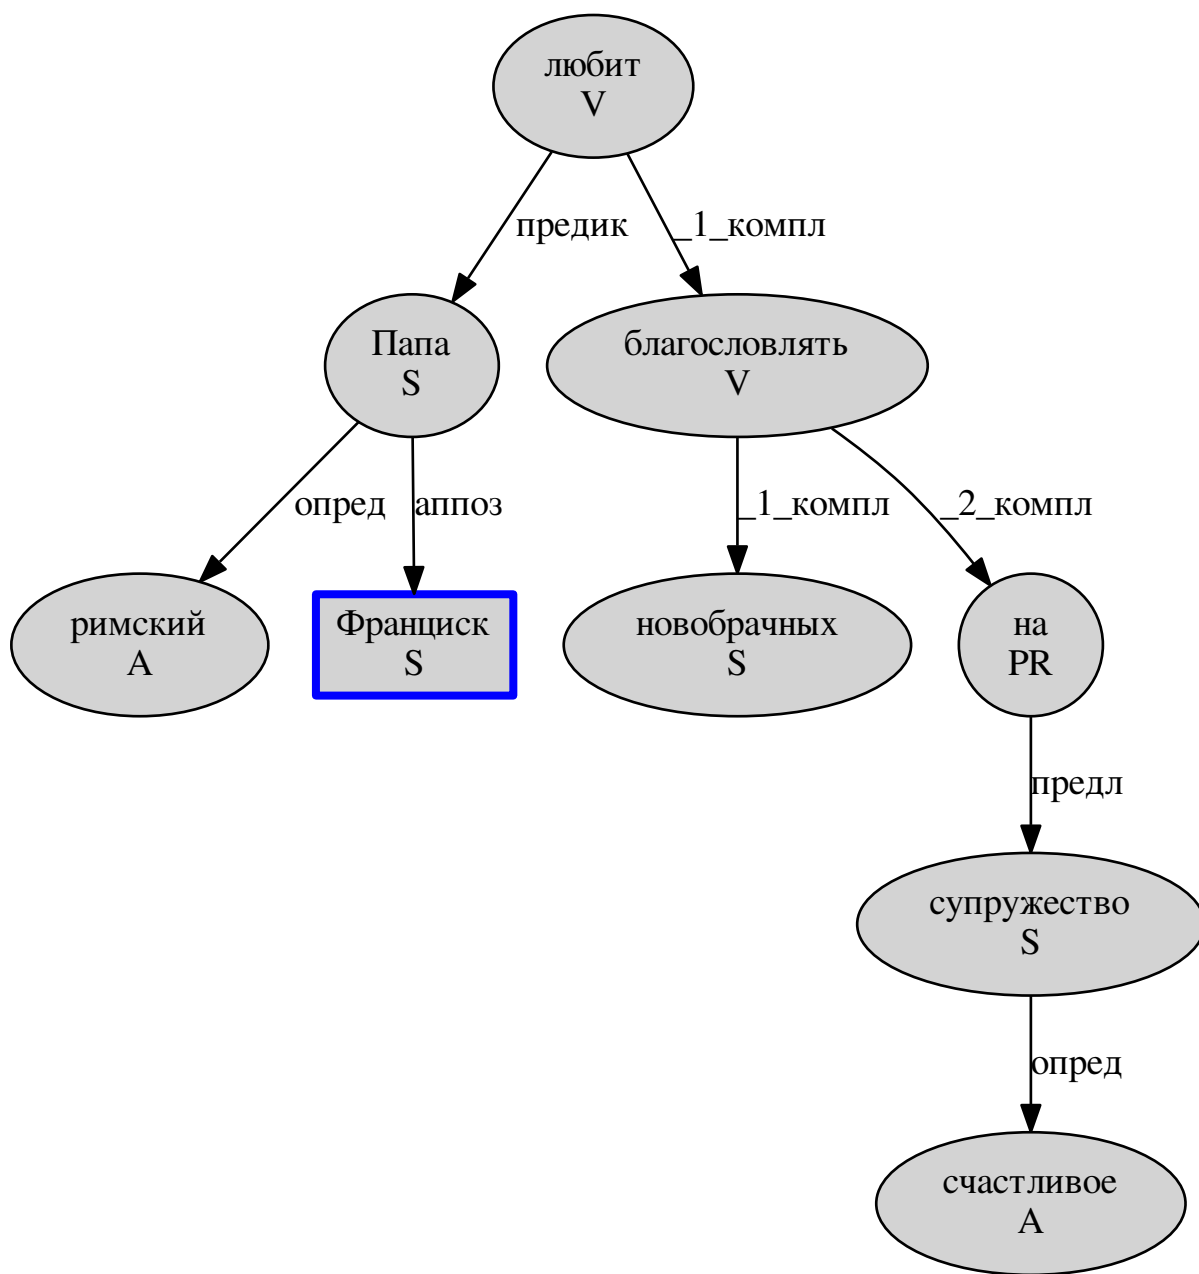 любит
V
предик
_1_компл
Папа
S
благословлять
V
опред
аппоз
_1_компл
_2_компл
римский
A
Франциск
S
новобрачных
S
на
PR
предл
супружество
S
опред
счастливое
A